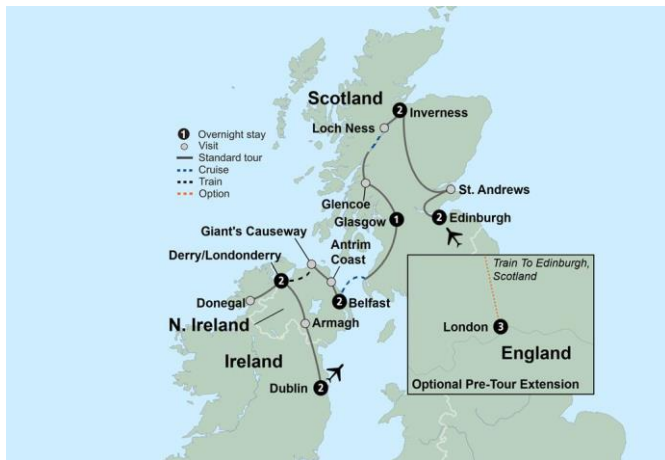 Scotland
2
Inverness
Loch Ness
1 Overnight stay
Visit
Standard tour
Cruise
Train
Option
St. Andrews
Glencoe
Glasgow
1
2
Edinburgh
Giant's Causeway
Antrim
Coast
Derry/Londonderry
2
Donegal
2
Belfast
N. Ireland
Armagh
Ireland
Dublin
2
Train To Edinburgh,
Scotland
London
3
England
Optional Pre-Tour Extension